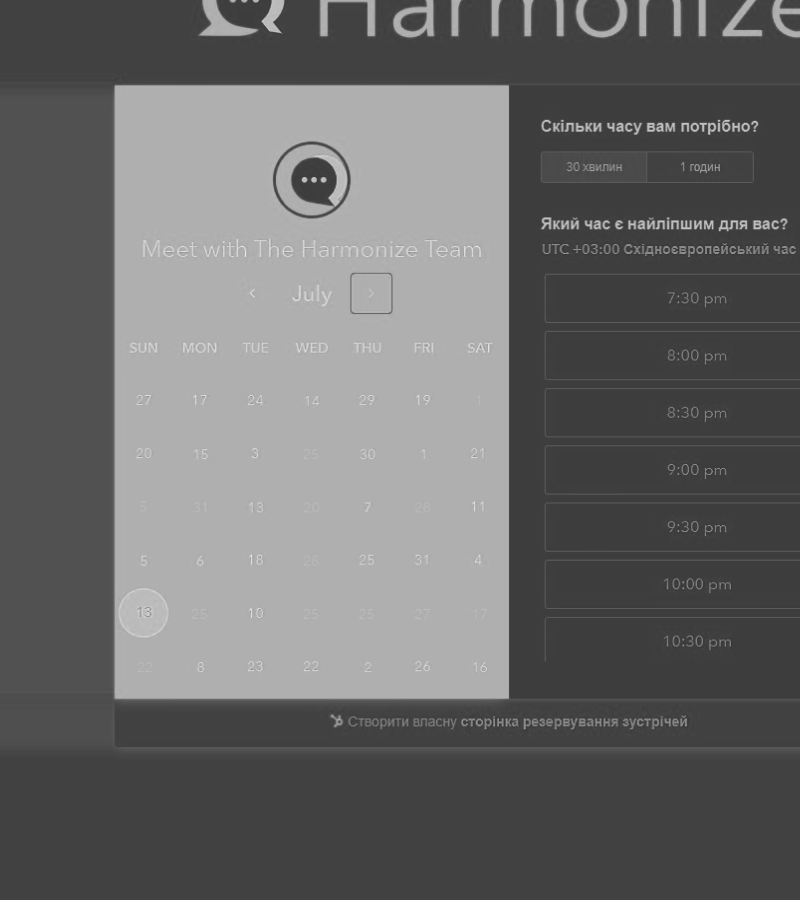 Harmonize
Meet with The Harmonize Team
July
SUN MON TUE WED THU FRI SAT
27 17 24 14 29 19 1
20 15 3 25 30 1 21
5 31 13 20 7 28 11
5 6 18 25 31 4
13 25 10 25 25 27 17
22 8 23 22 2 26 16
Скільки часу вам потрібно?
30 хвилин 1 годин
Який час є найліпшим для вас?
UTC +03:00 Східноєвропейський час
7:30 pm
8:00 pm
8:30 pm
9:00 pm
9:30 pm
10:00 pm
10:30 pm
Створити власну сторінка резервування зустрічей